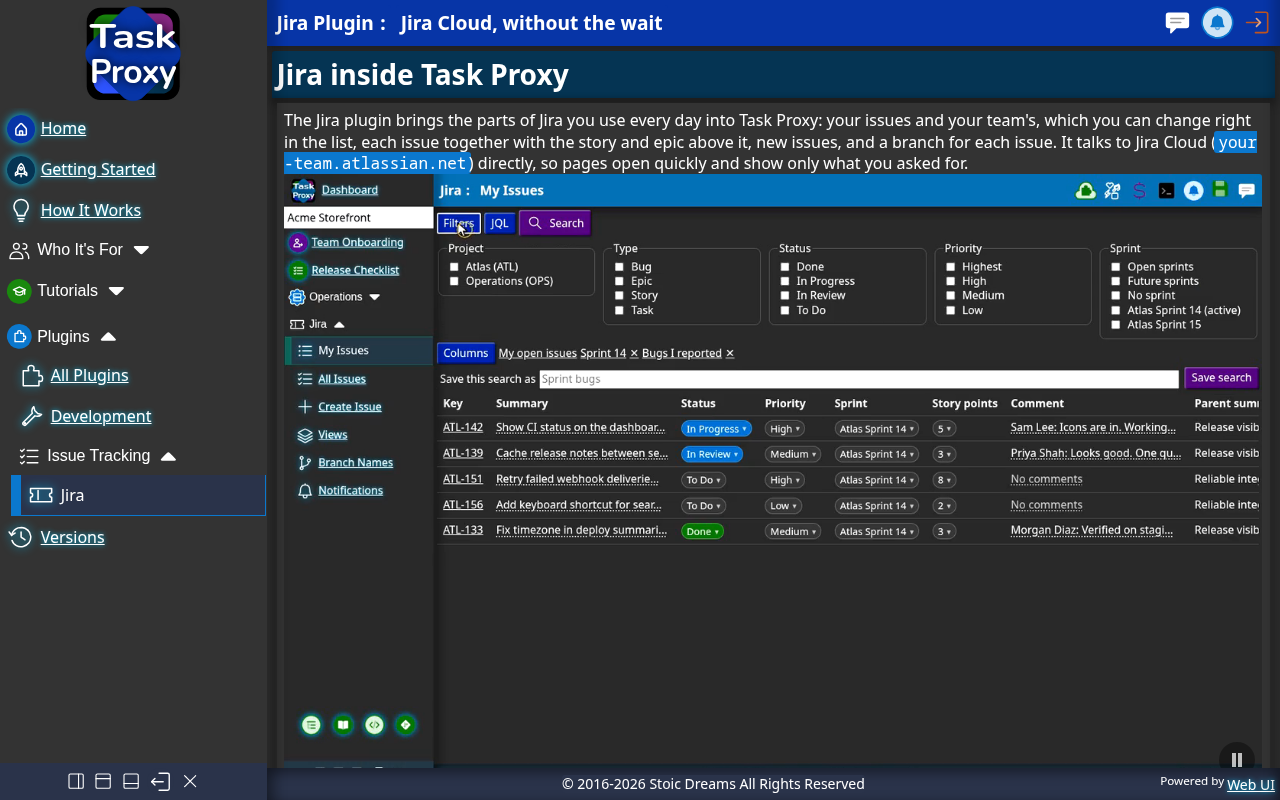 Task
Proxy
Home
Getting Started
How It Works
Who It's For
Tutorials
Plugins
All Plugins
Development
Issue Tracking
Jira
Versions
Jira Plugin : Jira Cloud, without the wait
Jira inside Task Proxy
The Jira plugin brings the parts of Jira you use every day into Task Proxy: your issues and your team's, which you can change right
in the list, each issue together with the story and epic above it, new issues, and a branch for each issue. It talks to Jira Cloud ( your
-team.atlassian.net ) directly, so pages open quickly and show only what you asked for.
Task
Proxy
Dashboard
Acme Storefront
Team Onboarding
Release Checklist
Operations
Jira
My Issues
All Issues
Create Issue
Views
Branch Names
Notifications
Jira : My Issues
Filters JQL Search
Project
Atlas (ATL)
Operations (OPS)
Type
Bug
Epic
Story
Task
Status
Done
In Progress
In Review
To Do
Priority
Highest
High
Medium
Low
Sprint
Open sprints
Future sprints
No sprint
Atlas Sprint 14 (active)
Atlas Sprint 15
Columns My open issues Sprint 14 ✕ Bugs I reported ✕
Save this search as Sprint bugs Save search
Key Summary Status Priority Sprint Story points Comment Parent sum
ATL-142 Show CI status on the dashboar... In Progress High Atlas Sprint 14 5 Sam Lee: Icons are in. Working... Release visib
ATL-139 Cache release notes between se... In Review Medium Atlas Sprint 14 3 Priya Shah: Looks good. One qu... Release visib
ATL-151 Retry failed webhook deliverie... To Do High Atlas Sprint 14 8 No comments Reliable inte
ATL-156 Add keyboard shortcut for sear... To Do Low Atlas Sprint 14 2 No comments Reliable inte
ATL-133 Fix timezone in deploy summari... Done Medium Atlas Sprint 14 3 Morgan Diaz: Verified on stagi... Release visib
© 2016-2026 Stoic Dreams All Rights Reserved
Powered by Web UI